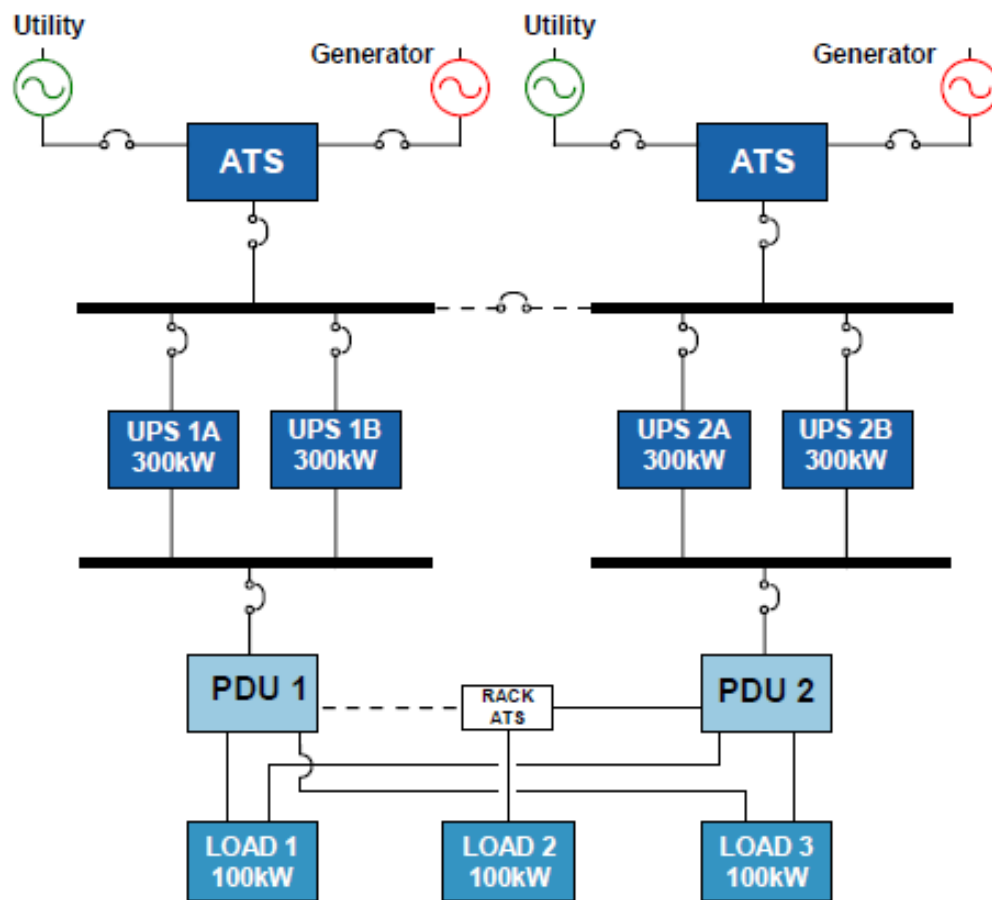 Utility
Generator
Utility
Generator
ATS
ATS
UPS 1A
300kW
UPS 1B
300kW
UPS 2A
300kW
UPS 2B
300kW
PDU 1
RACK
ATS
PDU 2
LOAD 1
100kW
LOAD 2
100kW
LOAD 3
100kW